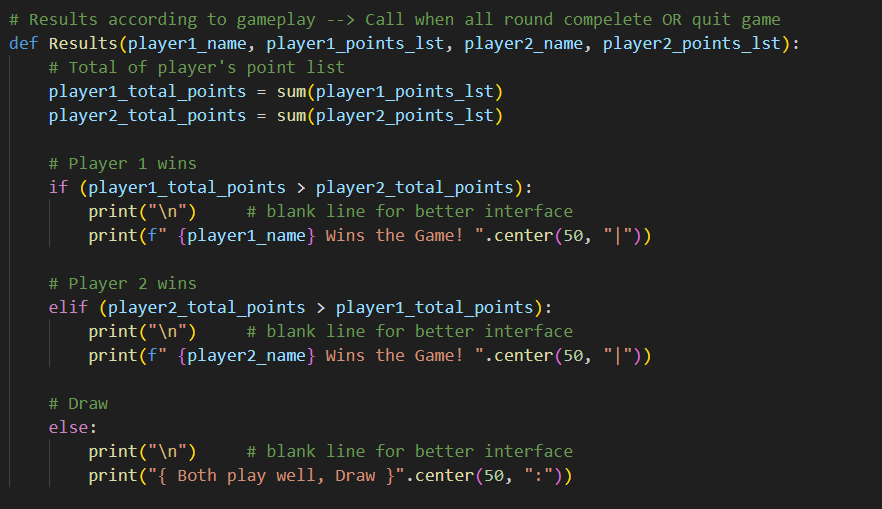 # Results according to gameplay --> Call when all round compelete OR quit game
def Results(player1_name, player1_points_lst, player2_name, player2_points_lst):
    # Total of player's point list
    player1_total_points = sum(player1_points_lst)
    player2_total_points = sum(player2_points_lst)

    # Player 1 wins
    if (player1_total_points > player2_total_points):
        print("\n")     # blank line for better interface
        print(f" {player1_name} Wins the Game! ".center(50, "|"))

    # Player 2 wins
    elif (player2_total_points > player1_total_points):
        print("\n")     # blank line for better interface
        print(f" {player2_name} Wins the Game! ".center(50, "|"))

    # Draw
    else:
        print("\n")     # blank line for better interface
        print("{ Both play well, Draw }".center(50, ":"))